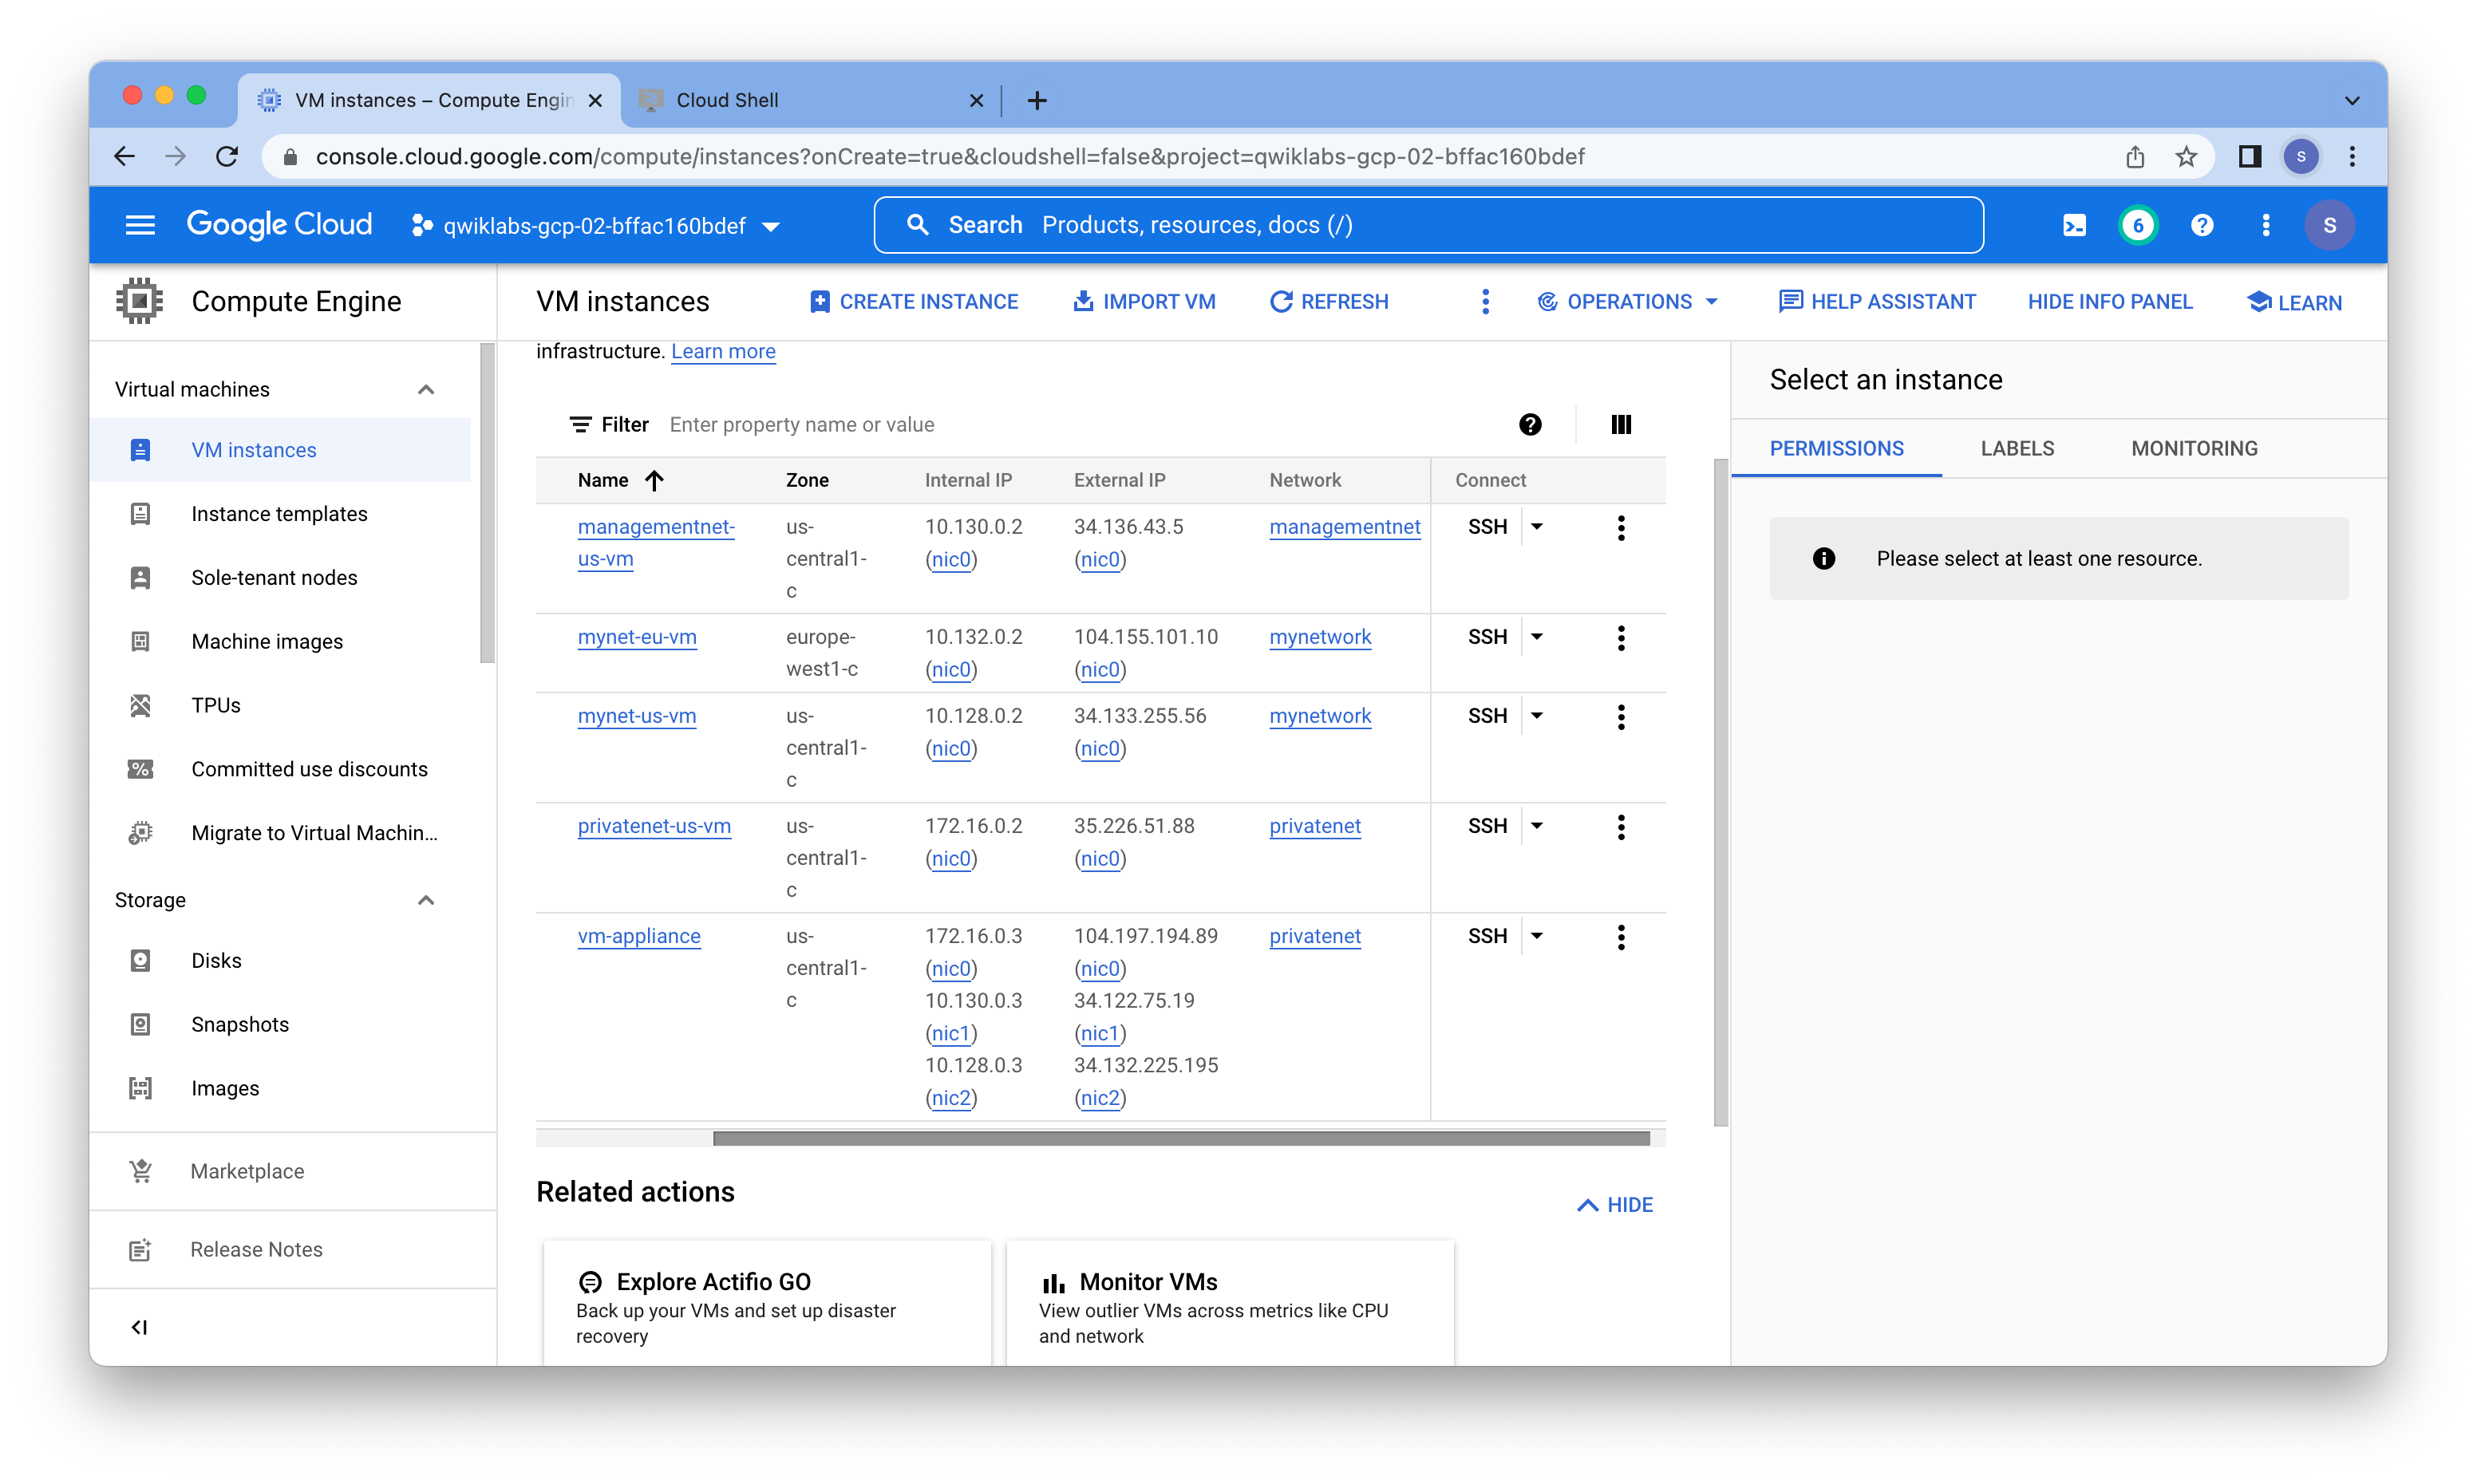 VM instances – Compute Engin
Cloud Shell
console.cloud.google.com/compute/instances?onCreate=true&cloudshell=false&project=qwiklabs-gcp-02-bffac160bdef
S
Google Cloud
qwiklabs-gcp-02-bffac160bdef
Search Products, resources, docs (/)
6
S
Compute Engine
VM instances
CREATE INSTANCE
IMPORT VM
REFRESH
OPERATIONS
HELP ASSISTANT
HIDE INFO PANEL
LEARN
Virtual machines
VM instances
Instance templates
Sole-tenant nodes
Machine images
TPUs
Committed use discounts
Migrate to Virtual Machin...
Storage
Disks
Snapshots
Images
Marketplace
Release Notes
infrastructure. Learn more
Filter Enter property name or value
Name Zone Internal IP External IP Network Connect
managementnet- us- 10.130.0.2 34.136.43.5 managementnet SSH
us-vm central1- (nic0) (nic0)
c
mynet-eu-vm europe- 10.132.0.2 104.155.101.10 mynetwork SSH
west1-c (nic0) (nic0)
mynet-us-vm us- 10.128.0.2 34.133.255.56 mynetwork SSH
central1- (nic0) (nic0)
c
privatenet-us-vm us- 172.16.0.2 35.226.51.88 privatenet SSH
central1- (nic0) (nic0)
c
vm-appliance us- 172.16.0.3 104.197.194.89 privatenet SSH
central1- (nic0) (nic0)
c 10.130.0.3 34.122.75.19
(nic1) (nic1)
10.128.0.3 34.132.225.195
(nic2) (nic2)
Related actions
HIDE
Explore Actifio GO
Back up your VMs and set up disaster
recovery
Monitor VMs
View outlier VMs across metrics like CPU
and network
Select an instance
PERMISSIONS LABELS MONITORING
Please select at least one resource.